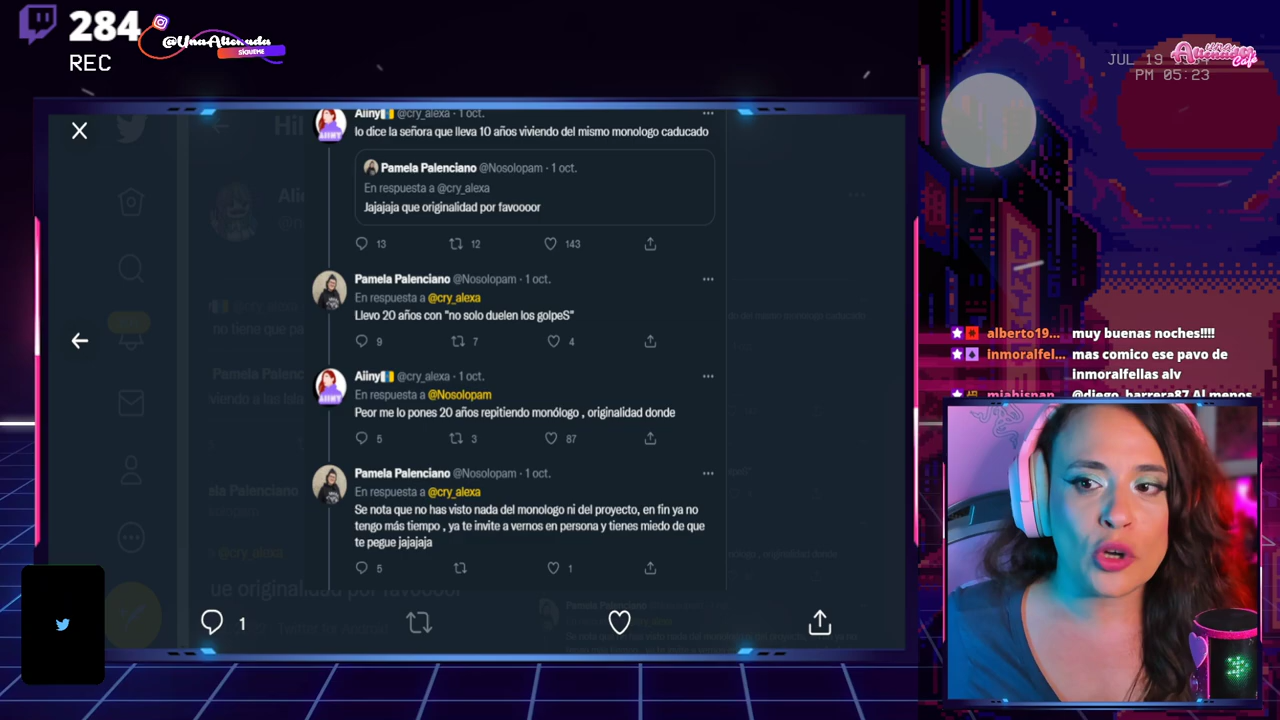 284
REC
@UnaAlienada
SÍGUEME
JUL 19
PM 05:23
Alienada
Café
Aiiny @cry_alexa · 1 oct.
lo dice la señora que lleva 10 años viviendo del mismo monologo caducado
Pamela Palenciano @Nosolopam · 1 oct.
En respuesta a @cry_alexa
Jajajaja que originalidad por favoooor
13 12 143
Pamela Palenciano @Nosolopam · 1 oct.
En respuesta a @cry_alexa
Llevo 20 años con "no solo duelen los golpeS"
9 7 4
Aiiny @cry_alexa · 1 oct.
En respuesta a @Nosolopam
Peor me lo pones 20 años repitiendo monólogo , originalidad donde
5 3 87
Pamela Palenciano @Nosolopam · 1 oct.
En respuesta a @cry_alexa
Se nota que no has visto nada del monologo ni del proyecto, en fin ya no
tengo más tiempo , ya te invite a vernos en persona y tienes miedo de que
te pegue jajajaja
5 1
1
alberto19... muy buenas noches!!!!
inmoralfel... mas comico ese pavo de
inmoralfellas alv
miahispan @diego_barrera87 Al menos